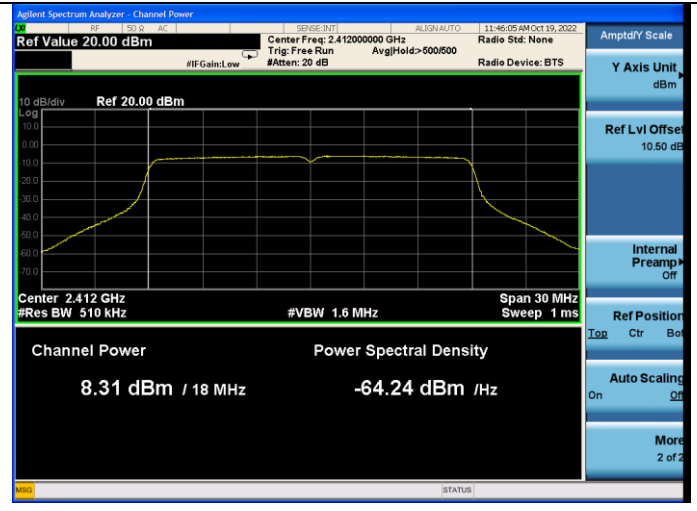 Agilent Spectrum Analyzer - Channel Power
RF 50 Ω AC SENSE:INT ALIGN AUTO 11:46:05 AM Oct 19, 2022
Ref Value 20.00 dBm Center Freq: 2.412000000 GHz Radio Std: None
Trig: Free Run Avg|Hold:>500/500
#IFGain:Low #Atten: 20 dB Radio Device: BTS
10 dB/div Ref 20.00 dBm
Log
10.0
0.00
-10.0
-20.0
-30.0
-40.0
-50.0
-60.0
-70.0
Center 2.412 GHz Span 30 MHz
#Res BW 510 kHz #VBW 1.6 MHz Sweep 1 ms
Channel Power Power Spectral Density
8.31 dBm / 18 MHz -64.24 dBm /Hz
MSG STATUS
Amptd/Y Scale
Y Axis Unit
dBm
Ref Lvl Offset
10.50 dB
Internal
Preamp
Off
Ref Position
Top Ctr Bot
Auto Scaling
On Off
More
2 of 2